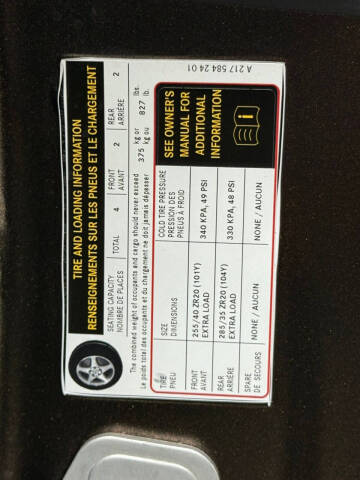 TIRE AND LOADING INFORMATION
RENSEIGNEMENTS SUR LES PNEUS ET LE CHARGEMENT
SEATING CAPACITY TOTAL 4 FRONT 2 REAR 2
NOMBRE DE PLACES AVANT ARRIÈRE
The combined weight of occupants and cargo should never exceed 375 kg or 827 lbs.
Le poids total des occupants et du chargement ne doit jamais dépasser kg ou lb.
TIRE SIZE COLD TIRE PRESSURE
PNEU DIMENSIONS PRESSION DES
PNEUS À FROID
FRONT 255/40 ZR20 (101Y) 340 KPA, 49 PSI
AVANT EXTRA LOAD
REAR 285/35 ZR20 (104Y) 330 KPA, 48 PSI
ARRIÈRE EXTRA LOAD
SPARE NONE / AUCUN NONE / AUCUN
DE SECOURS
SEE OWNER'S
MANUAL FOR
ADDITIONAL
INFORMATION
A 217 584 24 01